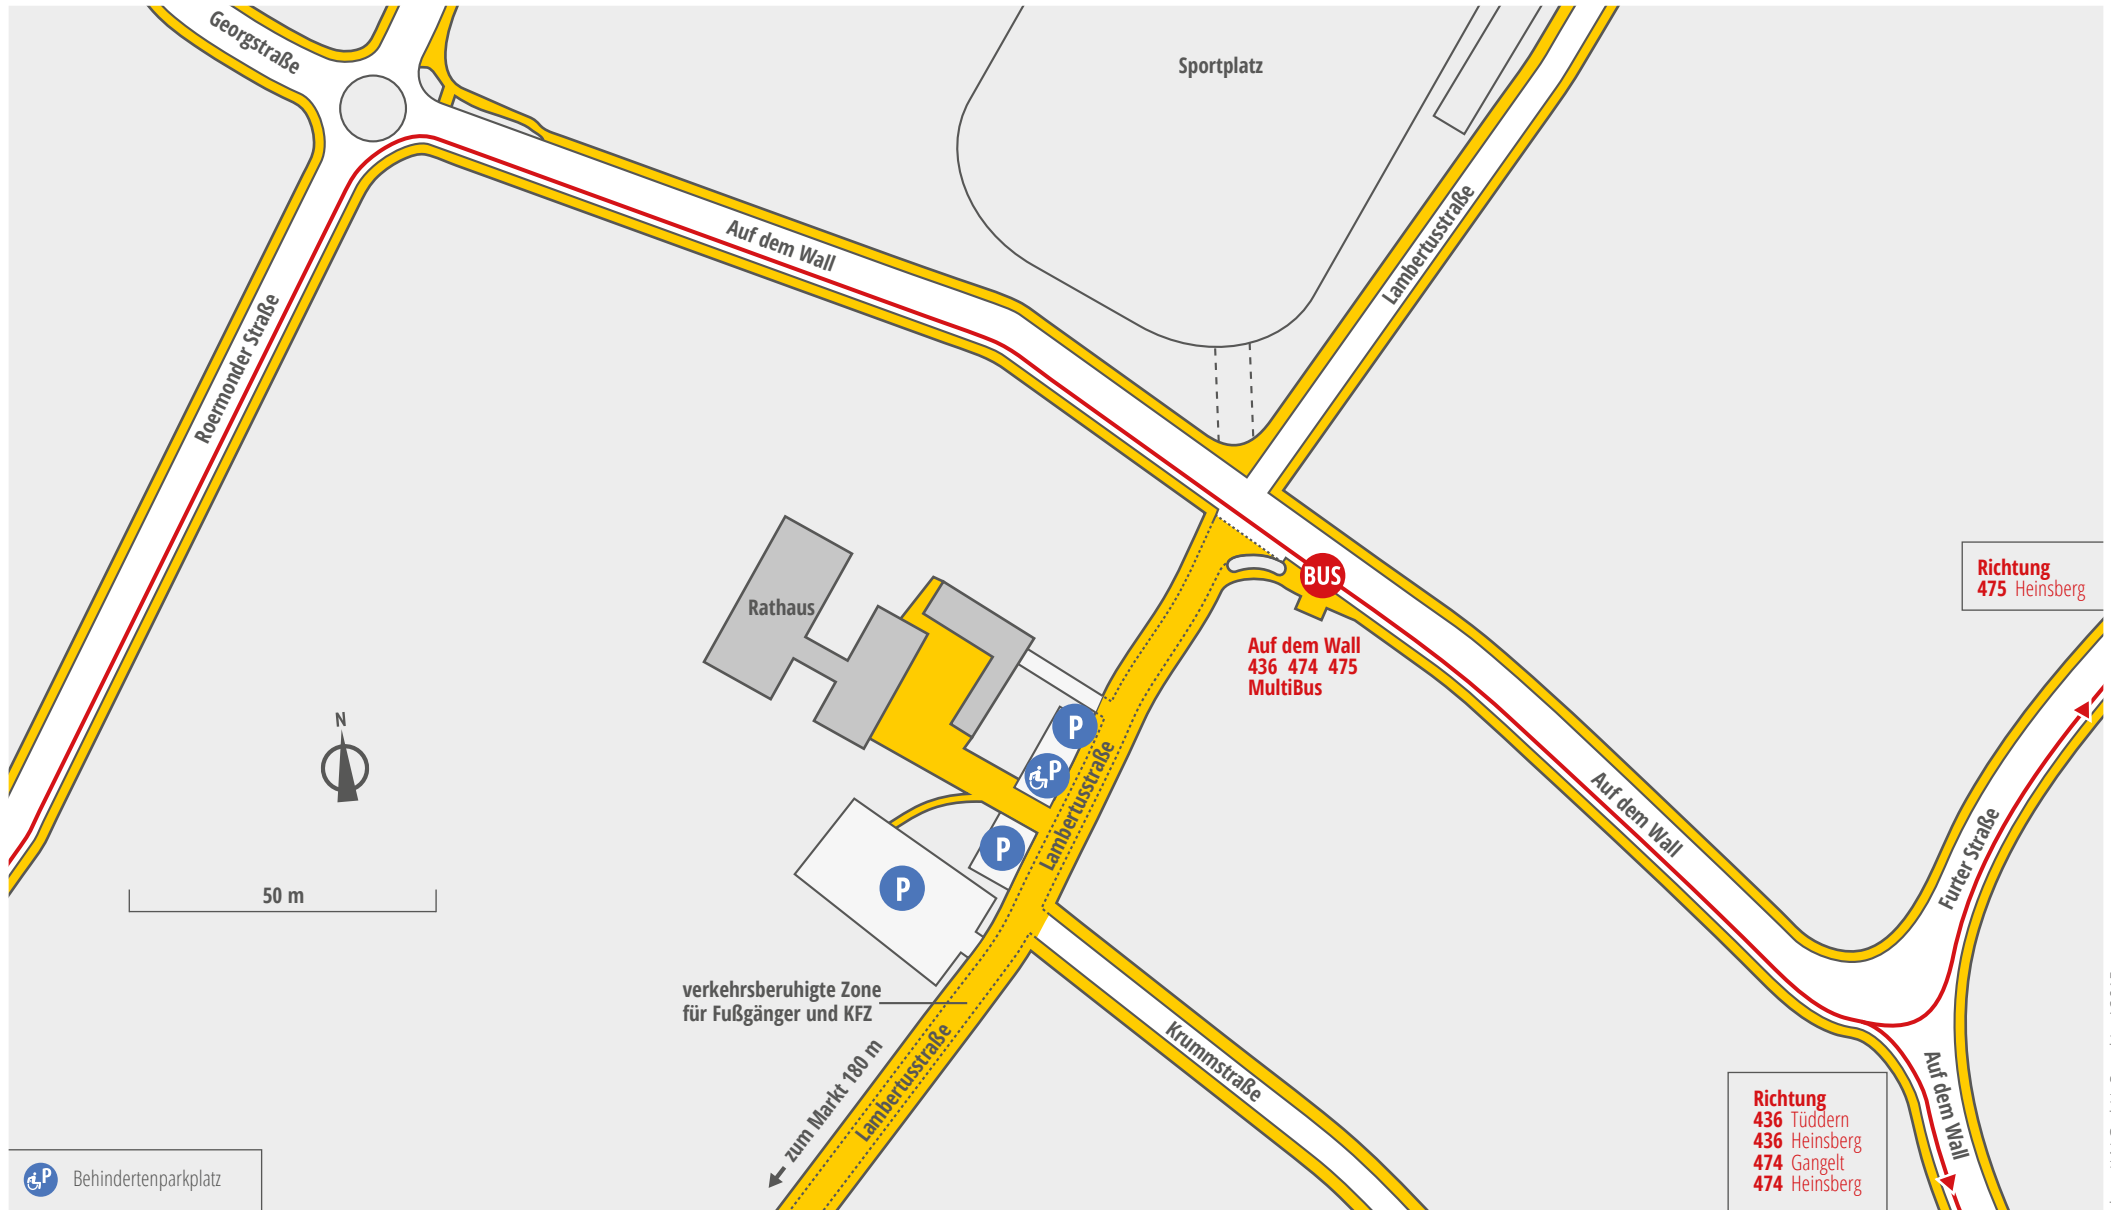 Georgstraße
Sportplatz
Auf dem Wall
Lambertusstraße
Roermonder Straße
Rathaus
BUS
Auf dem Wall
436 474 475
MultiBus
Richtung
475 Heinsberg
N
P
P
P
P
Lambertusstraße
Auf dem Wall
Furter Straße
50 m
verkehrsberuhigte Zone
für Fußgänger und KFZ
zum Markt 180 m
Lambertusstraße
Krummstraße
Auf dem Wall
Richtung
436 Tüddern
436 Heinsberg
474 Gangelt
474 Heinsberg
P
Behindertenparkplatz